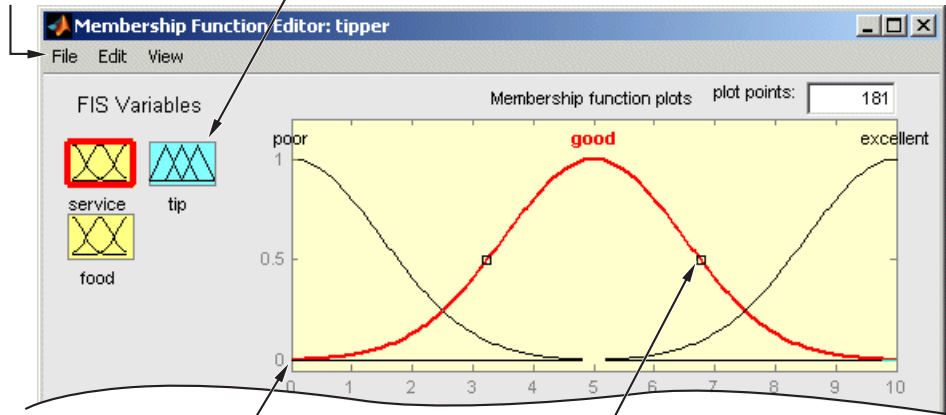 Membership Function Editor: tipper
File Edit View
FIS Variables
Membership function plots plot points: 181
poor good excellent
1
service tip
0.5
food
0
0 1 2 3 4 5 6 7 8 9 10